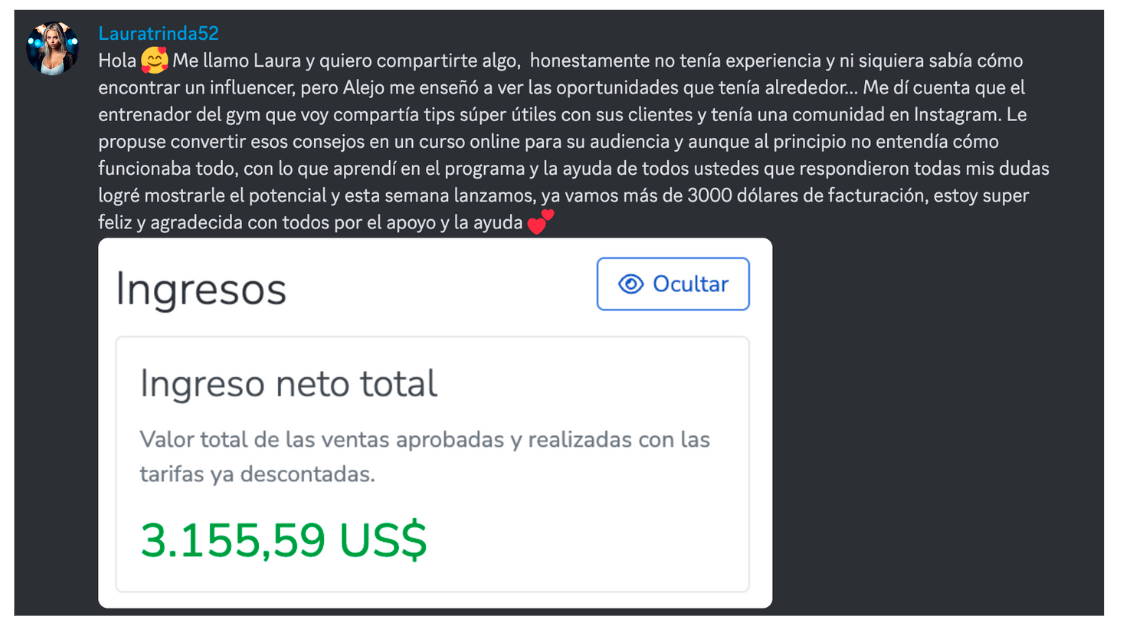 Lauratrinda52
Hola 🥰 Me llamo Laura y quiero compartirte algo,  honestamente no tenía experiencia y ni siquiera sabía cómo
encontrar un influencer, pero Alejo me enseñó a ver las oportunidades que tenía alrededor... Me dí cuenta que el
entrenador del gym que voy compartía tips súper útiles con sus clientes y tenía una comunidad en Instagram. Le
propuse convertir esos consejos en un curso online para su audiencia y aunque al principio no entendía cómo
funcionaba todo, con lo que aprendí en el programa y la ayuda de todos ustedes que respondieron todas mis dudas
logré mostrarle el potencial y esta semana lanzamos, ya vamos más de 3000 dólares de facturación, estoy super
feliz y agradecida con todos por el apoyo y la ayuda 💕
Ingresos
Ocultar
Ingreso neto total
Valor total de las ventas aprobadas y realizadas con las
tarifas ya descontadas.
3.155,59 US$